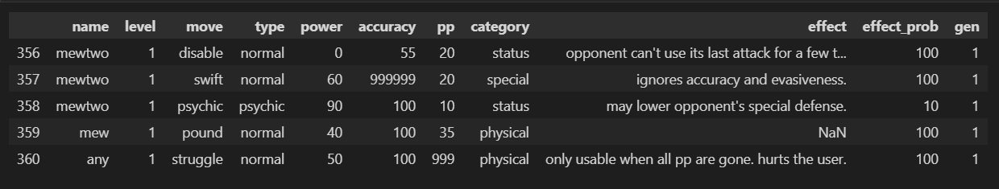 name level move type power accuracy pp category effect effect_prob gen
356 mewtwo 1 disable normal 0 55 20 status opponent can't use its last attack for a few t... 100 1
357 mewtwo 1 swift normal 60 999999 20 special ignores accuracy and evasiveness. 100 1
358 mewtwo 1 psychic psychic 90 100 10 status may lower opponent's special defense. 10 1
359 mew 1 pound normal 40 100 35 physical NaN 100 1
360 any 1 struggle normal 50 100 999 physical only usable when all pp are gone. hurts the user. 100 1